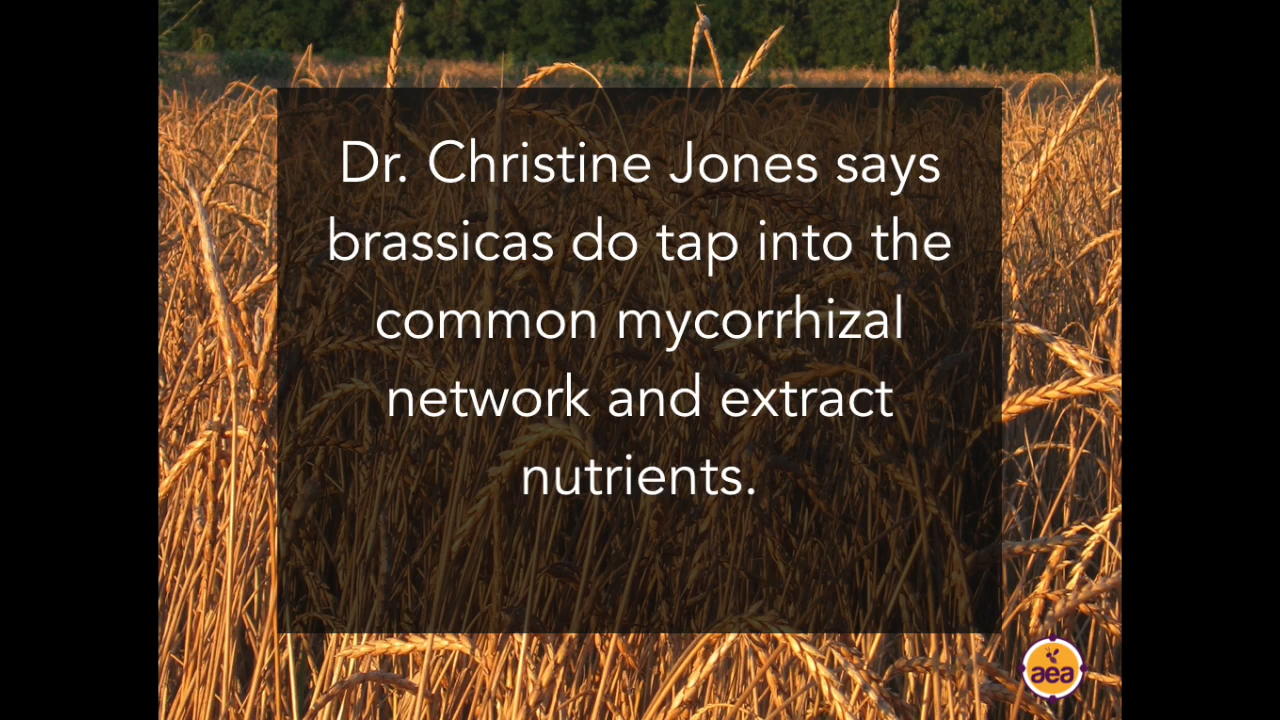 Dr. Christine Jones says
brassicas do tap into the
common mycorrhizal
network and extract
nutrients.
aea